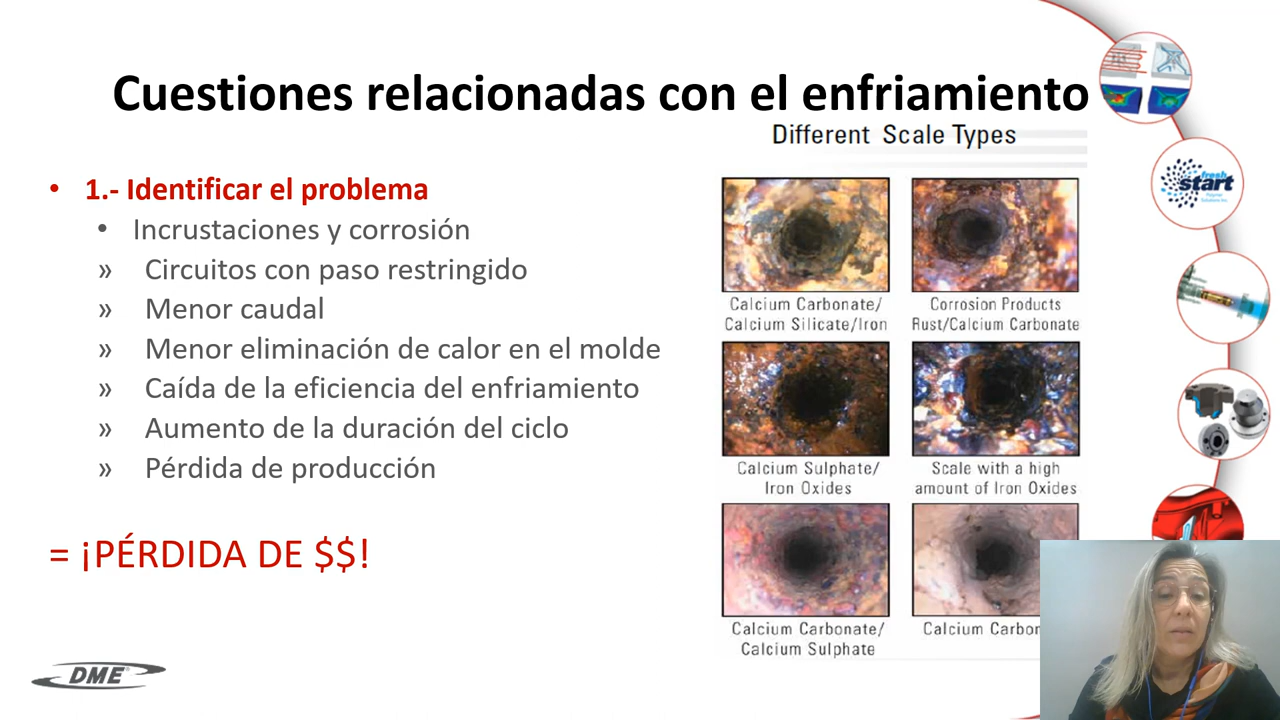 Cuestiones relacionadas con el enfriamiento
Different Scale Types
• 1.- Identificar el problema
• Incrustaciones y corrosión
» Circuitos con paso restringido
» Menor caudal
» Menor eliminación de calor en el molde
» Caída de la eficiencia del enfriamiento
» Aumento de la duración del ciclo
» Pérdida de producción
= ¡PÉRDIDA DE $$!
Calcium Carbonate/
Calcium Silicate/Iron
Corrosion Products
Rust/Calcium Carbonate
Calcium Sulphate/
Iron Oxides
Scale with a high
amount of Iron Oxides
Calcium Carbonate/
Calcium Sulphate
Calcium Carbon
fresh
start
DME